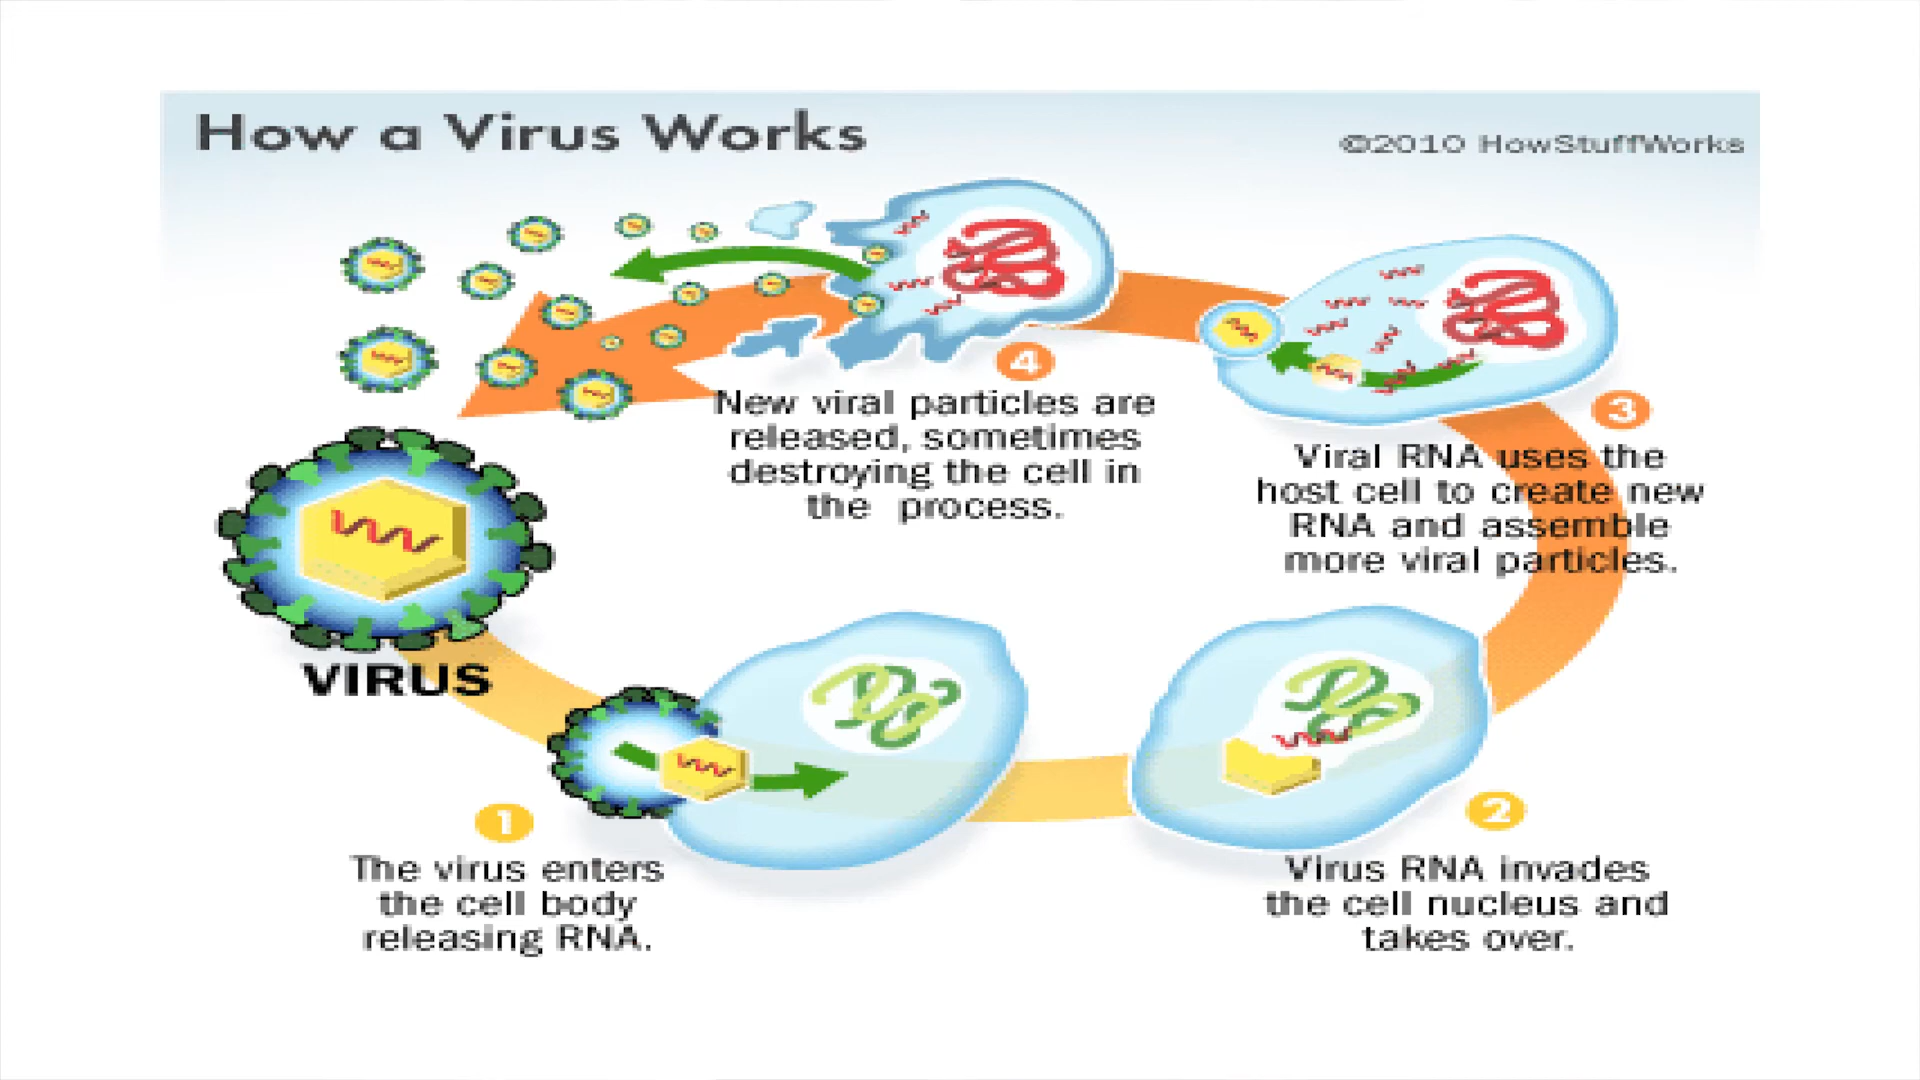 How a Virus Works
©2010 HowStuffWorks
4
New viral particles are
released, sometimes
destroying the cell in
the process.
3
Viral RNA uses the
host cell to create new
RNA and assemble
more viral particles.
VIRUS
1
The virus enters
the cell body
releasing RNA.
2
Virus RNA invades
the cell nucleus and
takes over.